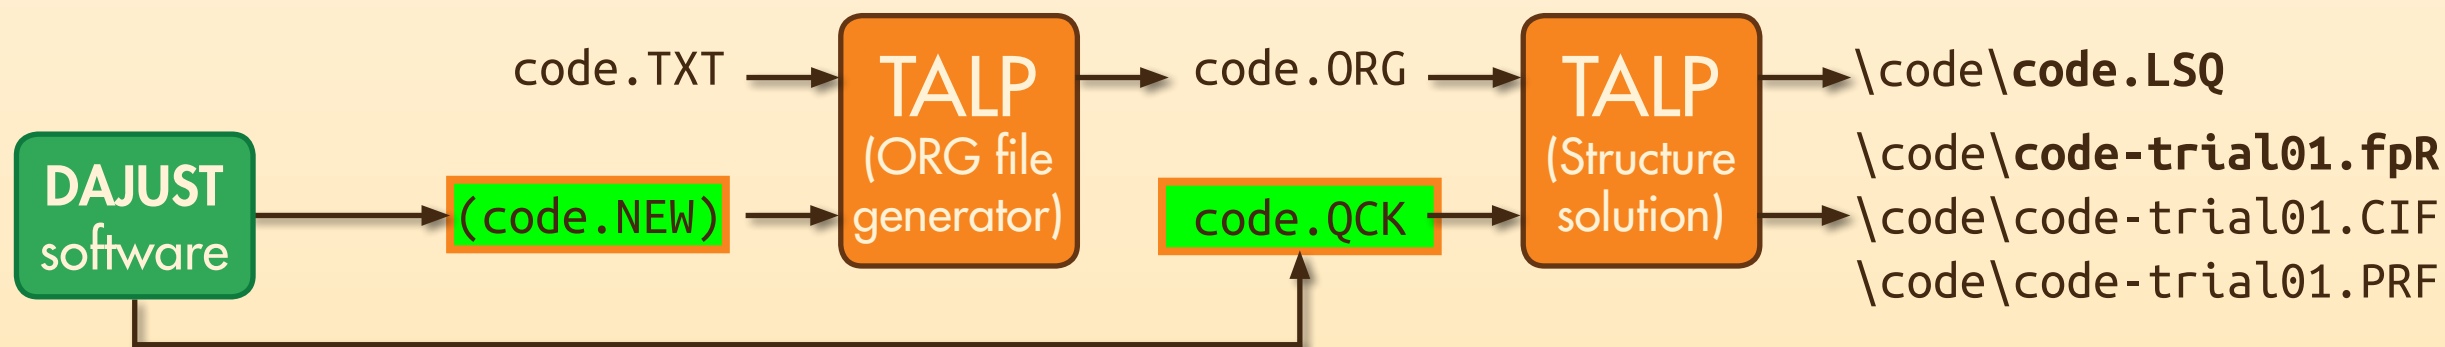 DAJUST
software
code.TXT
(code.NEW)
TALP
(ORG file
generator)
code.ORG
code.QCK
TALP
(Structure
solution)
\code\code.LSQ
\code\code-trial01.fpR
\code\code-trial01.CIF
\code\code-trial01.PRF